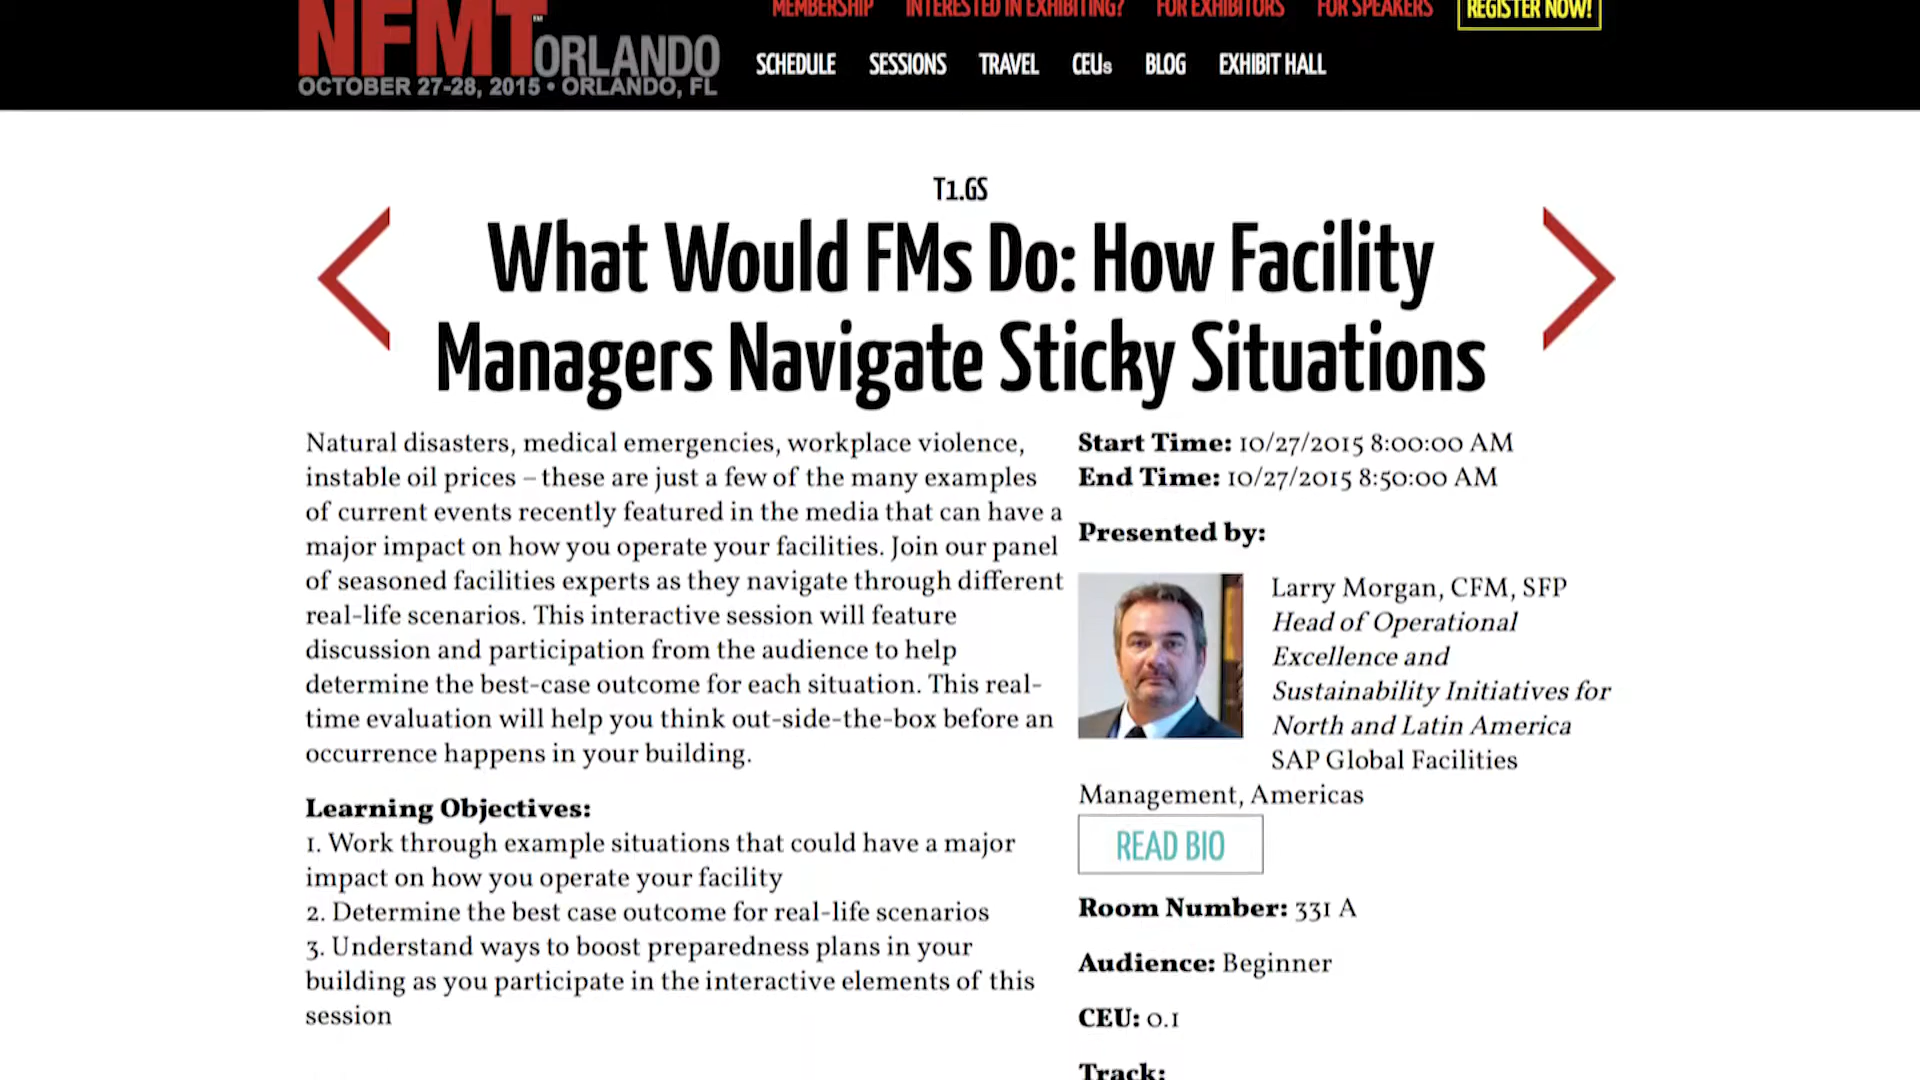 MEMBERSHIP INTERESTED IN EXHIBITING? FOR EXHIBITORS FOR SPEAKERS REGISTER NOW!
NFMT™ ORLANDO
OCTOBER 27-28, 2015 • ORLANDO, FL
SCHEDULE SESSIONS TRAVEL CEUs BLOG EXHIBIT HALL
T1.GS
What Would FMs Do: How Facility
Managers Navigate Sticky Situations
Natural disasters, medical emergencies, workplace violence,
instable oil prices – these are just a few of the many examples
of current events recently featured in the media that can have a
major impact on how you operate your facilities. Join our panel
of seasoned facilities experts as they navigate through different
real-life scenarios. This interactive session will feature
discussion and participation from the audience to help
determine the best-case outcome for each situation. This real-
time evaluation will help you think out-side-the-box before an
occurrence happens in your building.
Learning Objectives:
1. Work through example situations that could have a major
impact on how you operate your facility
2. Determine the best case outcome for real-life scenarios
3. Understand ways to boost preparedness plans in your
building as you participate in the interactive elements of this
session
Start Time: 10/27/2015 8:00:00 AM
End Time: 10/27/2015 8:50:00 AM
Presented by:
Larry Morgan, CFM, SFP
Head of Operational
Excellence and
Sustainability Initiatives for
North and Latin America
SAP Global Facilities
Management, Americas
READ BIO
Room Number: 331 A
Audience: Beginner
CEU: 0.1
Track: